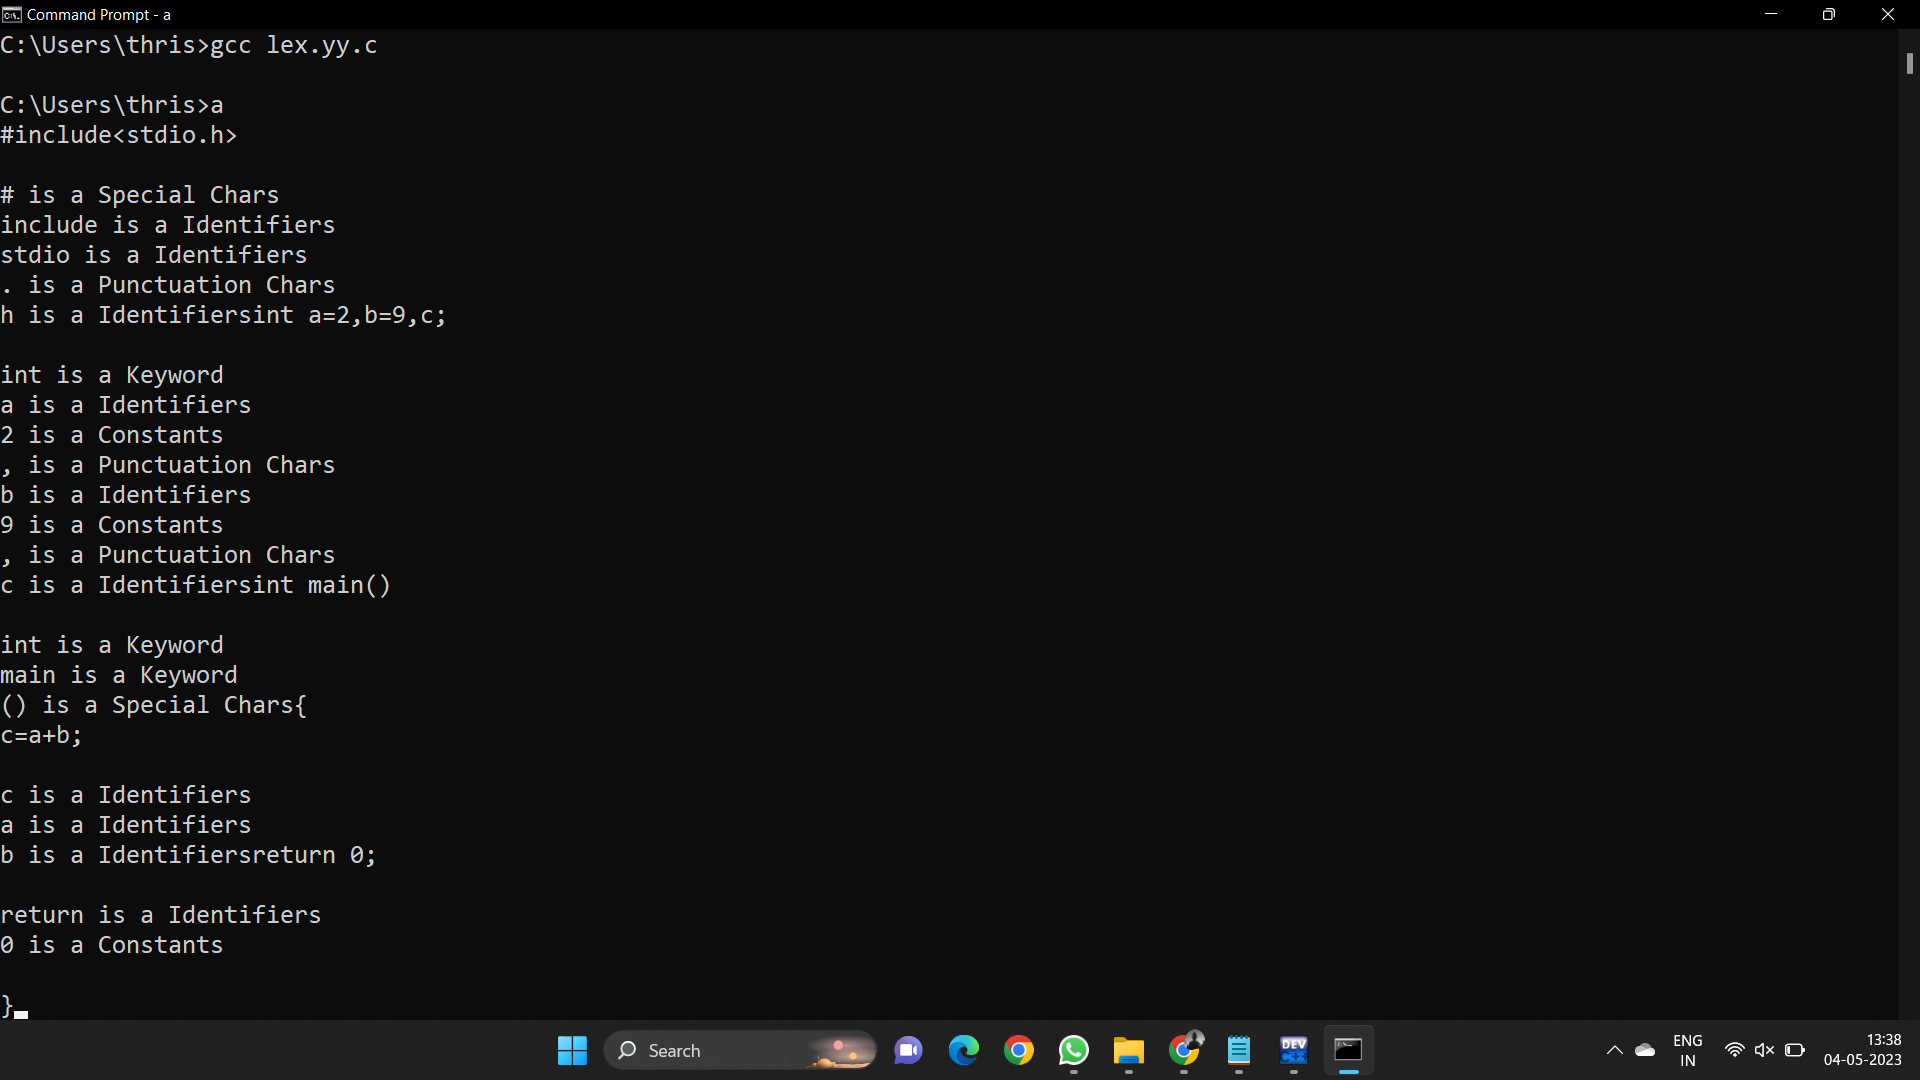 Command Prompt - a
C:\Users\thris>gcc lex.yy.c
C:\Users\thris>a
#include<stdio.h>
# is a Special Chars
include is a Identifiers
stdio is a Identifiers
. is a Punctuation Chars
h is a Identifiersint a=2,b=9,c;
int is a Keyword
a is a Identifiers
2 is a Constants
, is a Punctuation Chars
b is a Identifiers
9 is a Constants
, is a Punctuation Chars
c is a Identifiersint main()
int is a Keyword
main is a Keyword
() is a Special Chars{
c=a+b;
c is a Identifiers
a is a Identifiers
b is a Identifiersreturn 0;
return is a Identifiers
0 is a Constants
}
Search
DEV
ENG
IN
13:38
04-05-2023